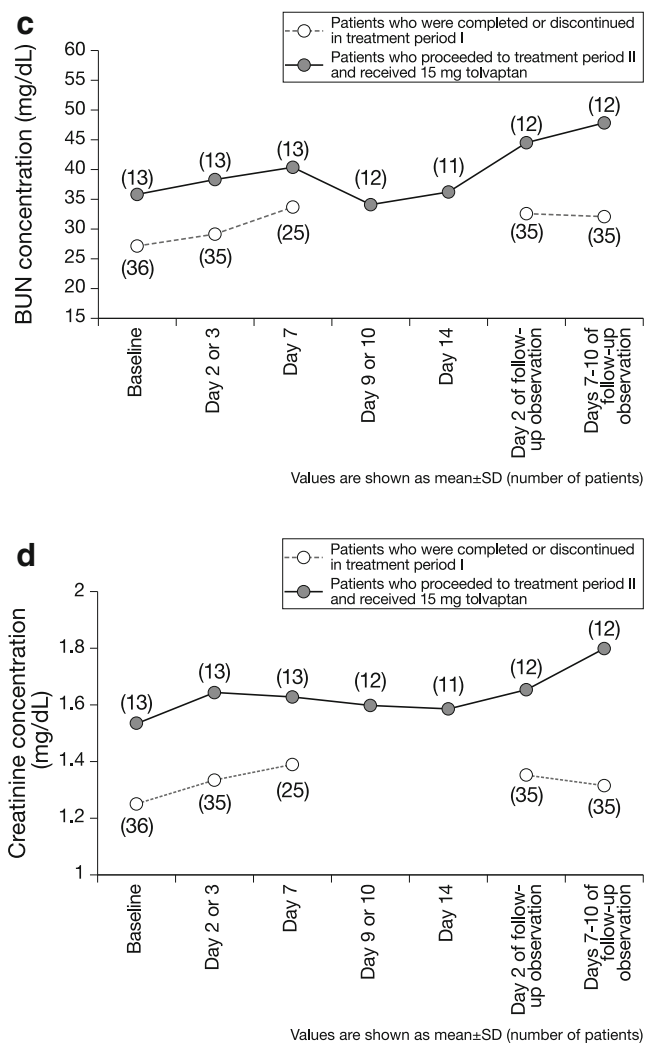 c
Patients who were completed or discontinued
in treatment period I
Patients who proceeded to treatment period II
and received 15 mg tolvaptan
BUN concentration (mg/dL)
60
55
50
45
40
35
30
25
20
15
(13)
(13)
(13)
(12)
(11)
(12)
(12)
(36)
(35)
(25)
(35)
(35)
Baseline
Day 2 or 3
Day 7
Day 9 or 10
Day 14
Day 2 of follow-
up observation
Days 7-10 of
follow-up
observation
Values are shown as mean±SD (number of patients)
d
Patients who were completed or discontinued
in treatment period I
Patients who proceeded to treatment period II
and received 15 mg tolvaptan
Creatinine concentration
(mg/dL)
2
1.8
1.6
1.4
1.2
1
(13)
(13)
(13)
(12)
(11)
(12)
(12)
(36)
(35)
(25)
(35)
(35)
Baseline
Day 2 or 3
Day 7
Day 9 or 10
Day 14
Day 2 of follow-
up observation
Days 7-10 of
follow-up
observation
Values are shown as mean±SD (number of patients)